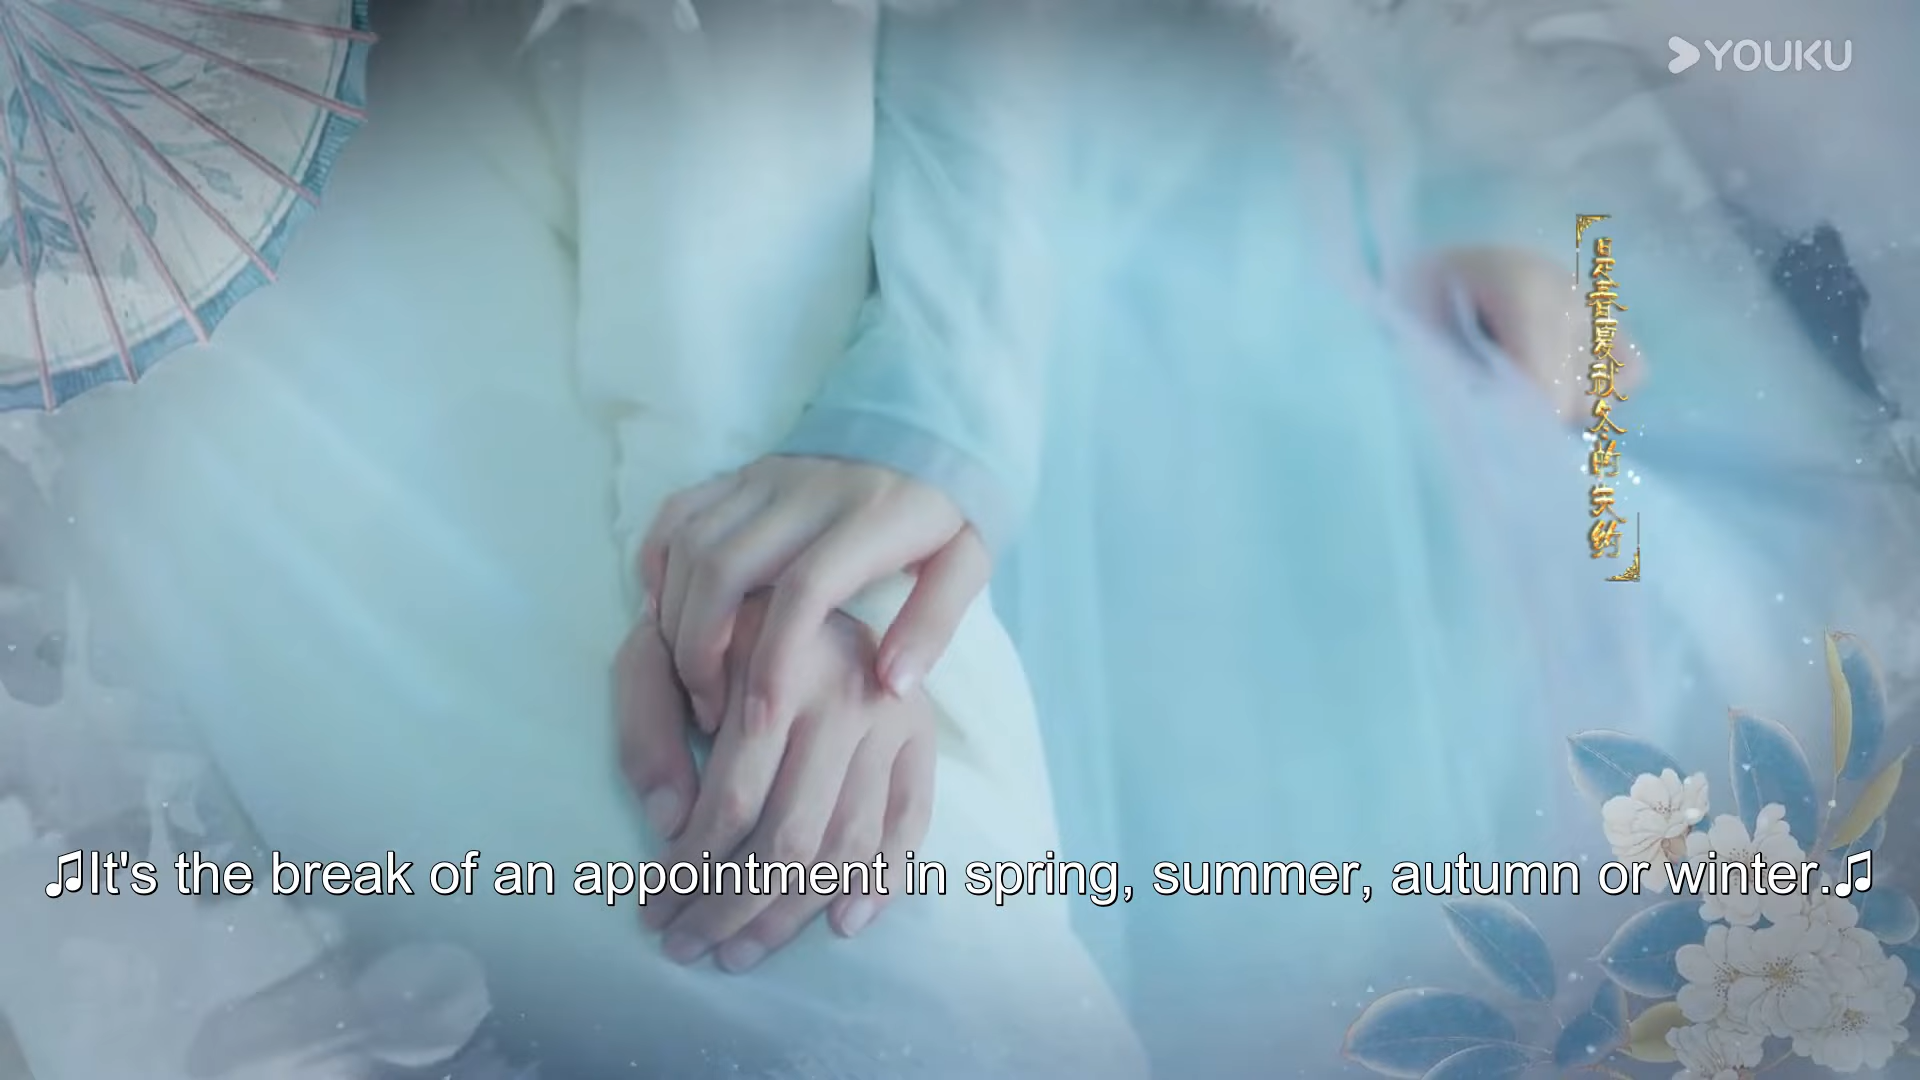 YOUKU
是春夏秋冬的失约
♫It's the break of an appointment in spring, summer, autumn or winter.♫